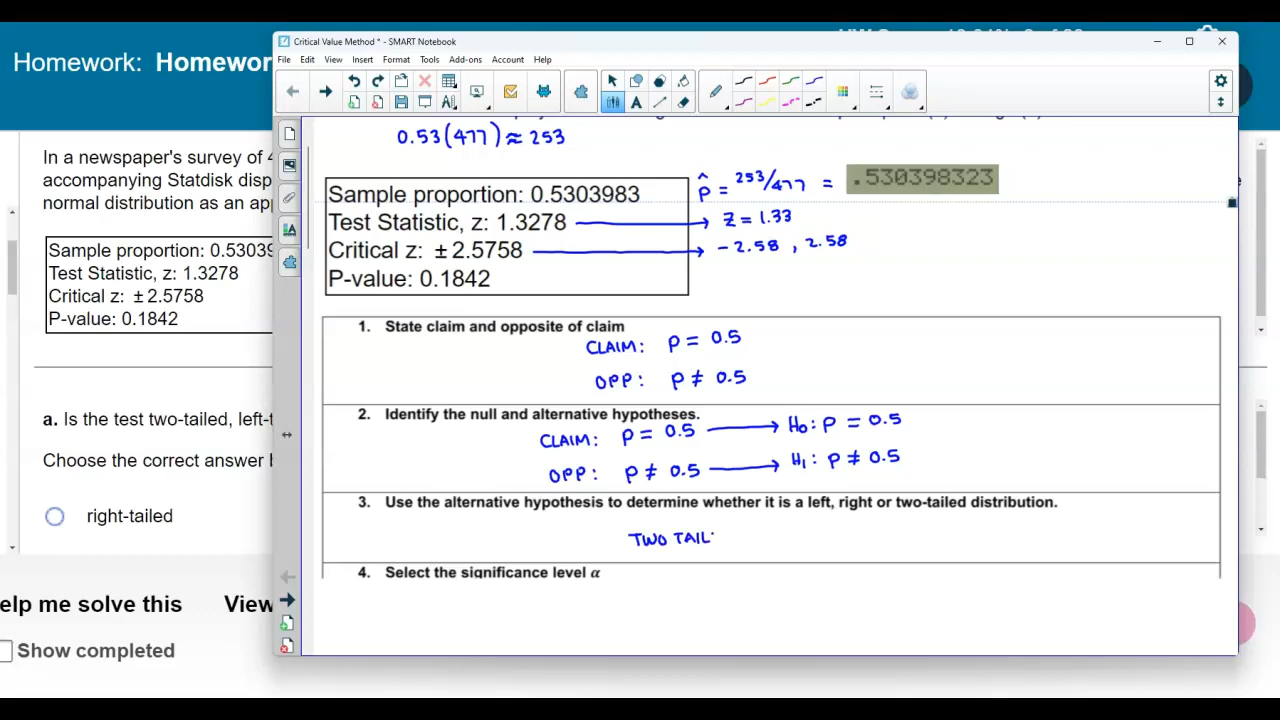 Homework: Homewor
Critical Value Method * - SMART Notebook
File Edit View Insert Format Tools Add-ons Account Help
0.53(477) ≈ 253
In a newspaper's survey of 4
accompanying Statdisk disp
normal distribution as an app
Sample proportion: 0.5303983
Test Statistic, z: 1.3278
Critical z: ±2.5758
P-value: 0.1842
p̂ = 253/477 = .530398323
z = 1.33
-2.58 , 2.58
Sample proportion: 0.5303
Test Statistic, z: 1.3278
Critical z: ±2.5758
P-value: 0.1842
1. State claim and opposite of claim
CLAIM: p = 0.5
OPP: p ≠ 0.5
2. Identify the null and alternative hypotheses.
CLAIM: p = 0.5 → H₀: p = 0.5
OPP: p ≠ 0.5 → H₁: p ≠ 0.5
3. Use the alternative hypothesis to determine whether it is a left, right or two-tailed distribution.
TWO TAIL
4. Select the significance level α
a. Is the test two-tailed, left-t
Choose the correct answer b
right-tailed
elp me solve this View
Show completed